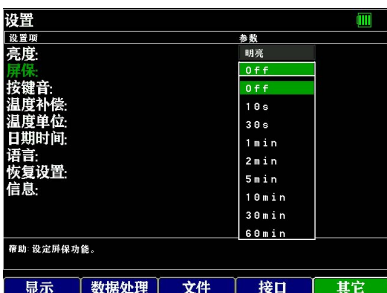 设置
设置项 参数
亮度: 明亮
屏保: Off
按键音: Off
温度补偿: 10s
温度单位: 30s
日期时间: 1min
语言: 2min
恢复设置: 5min
信息: 10min
30min
60min
帮助: 设定屏保功能。
显示 数据处理 文件 接口 其它